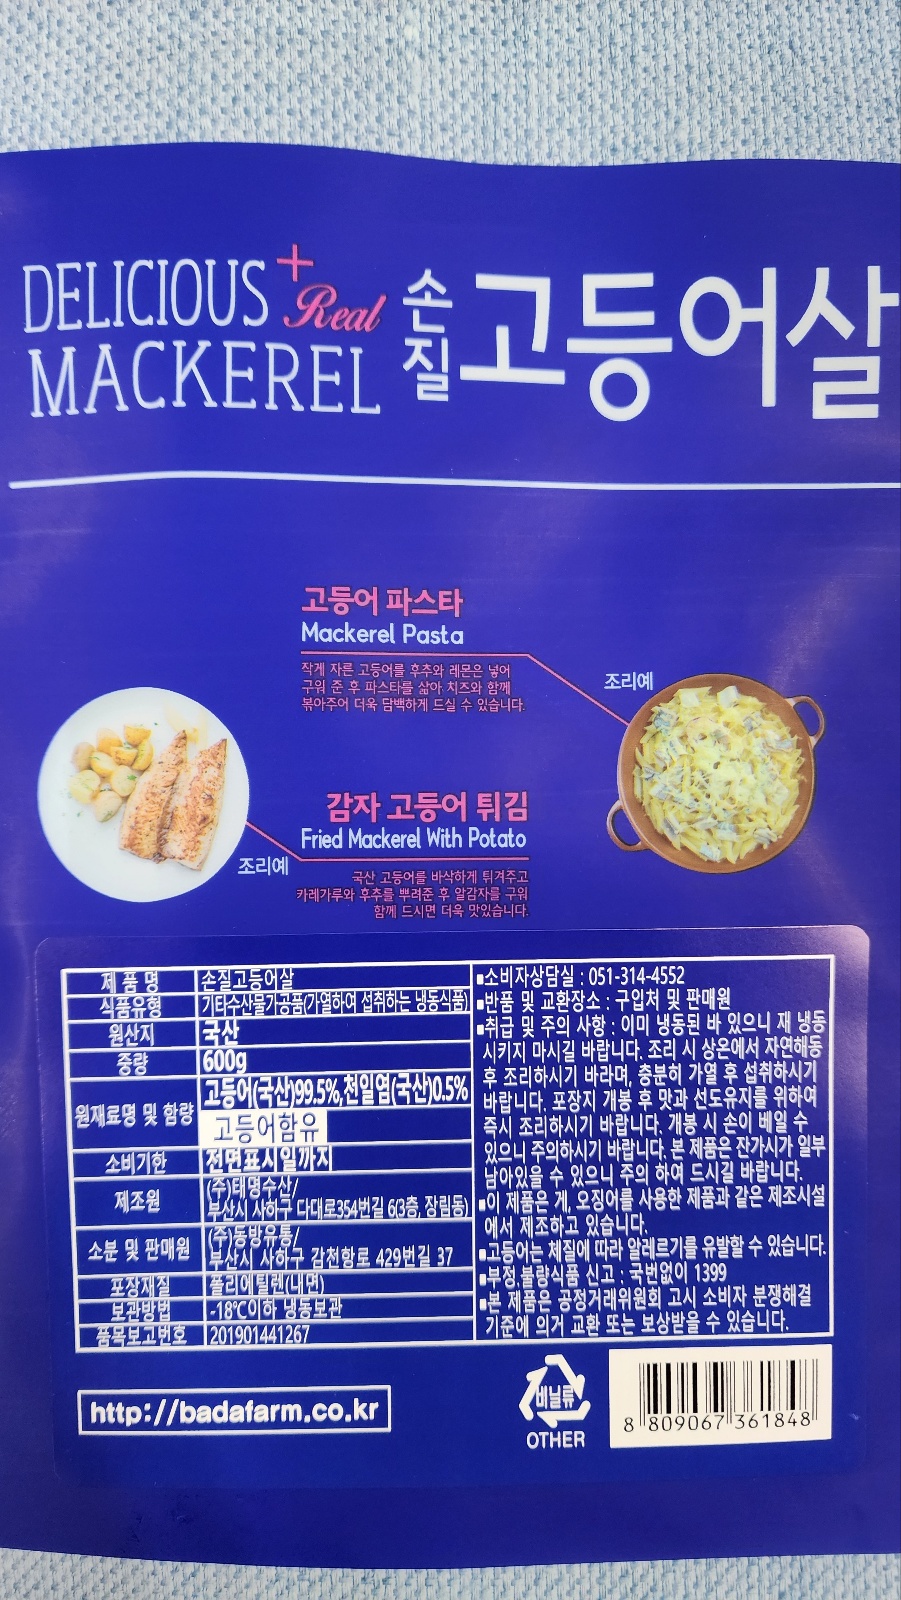 DELICIOUS + Real
MACKEREL
손질 고등어살
고등어 파스타
Mackerel Pasta
작게 자른 고등어를 후추와 레몬은 넣어
구워 준 후 파스타를 삶아 치즈와 함께
볶아주어 더욱 담백하게 드실 수 있습니다.
조리예
감자 고등어 튀김
Fried Mackerel With Potato
조리예
국산 고등어를 바삭하게 튀겨주고
카레가루와 후추를 뿌려준 후 알감자를 구워
함께 드시면 더욱 맛있습니다.
제 품 명 손질고등어살
식품유형 기타수산물가공품(가열하여 섭취하는 냉동식품)
원산지 국산
중량 600g
원재료명 및 함량 고등어(국산)99.5%,천일염(국산)0.5%
고등어함유
소비기한 전면표시일까지
제조원 (주)태명수산/
부산시 사하구 다대로354번길 6(3층, 장림동)
소분 및 판매원 (주)동방유통/
부산시 사하구 감천항로 429번길 37
포장재질 폴리에틸렌(내면)
보관방법 -18℃이하 냉동보관
품목보고번호 201901441267
■소비자상담실 : 051-314-4552
■반품 및 교환장소 : 구입처 및 판매원
■취급 및 주의 사항 : 이미 냉동된 바 있으니 재 냉동
시키지 마시길 바랍니다. 조리 시 상온에서 자연해동
후 조리하시기 바라며, 충분히 가열 후 섭취하시기
바랍니다. 포장지 개봉 후 맛과 선도유지를 위하여
즉시 조리하시기 바랍니다. 개봉 시 손이 베일 수
있으니 주의하시기 바랍니다. 본 제품은 잔가시가 일부
남아있을 수 있으니 주의 하여 드시길 바랍니다.
■이 제품은 게, 오징어를 사용한 제품과 같은 제조시설
에서 제조하고 있습니다.
■고등어는 체질에 따라 알레르기를 유발할 수 있습니다.
■부정.불량식품 신고 : 국번없이 1399
■본 제품은 공정거래위원회 고시 소비자 분쟁해결
기준에 의거 교환 또는 보상받을 수 있습니다.
http://badafarm.co.kr
비닐류
OTHER
8 809067 361848